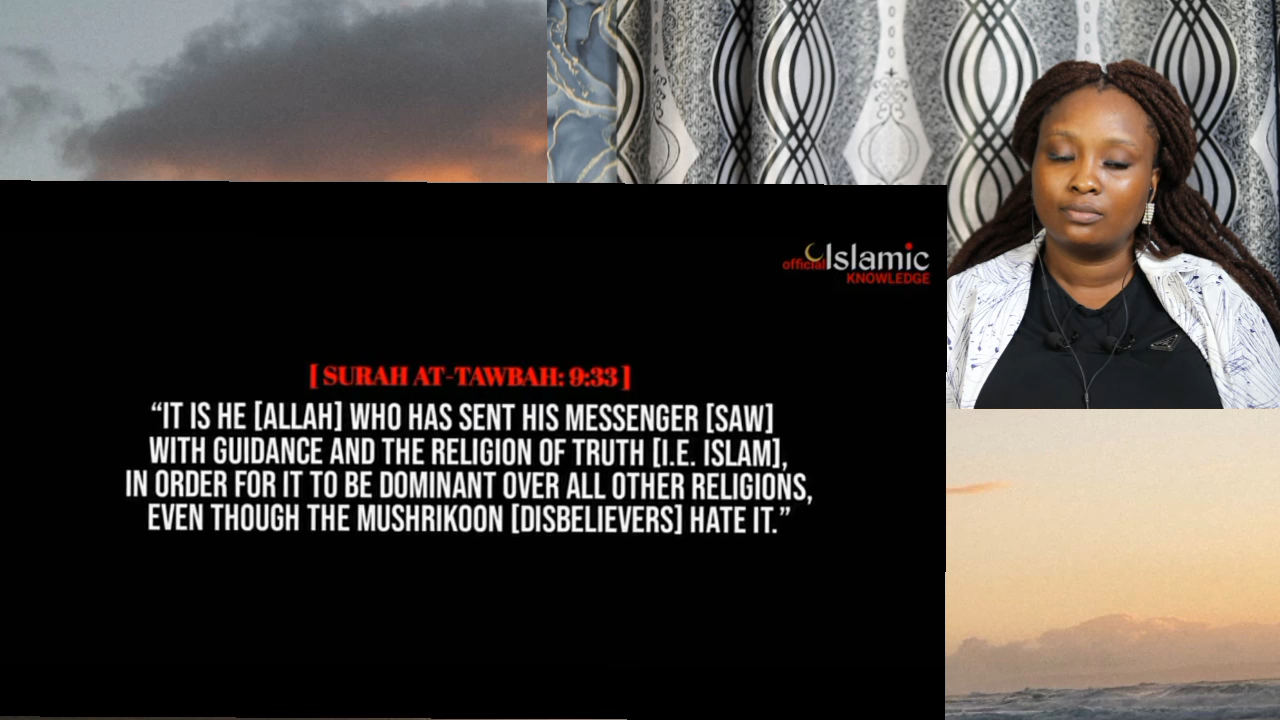 official Islamic
KNOWLEDGE
[ SURAH AT-TAWBAH: 9:33 ]
“IT IS HE [ALLAH] WHO HAS SENT HIS MESSENGER [SAW]
WITH GUIDANCE AND THE RELIGION OF TRUTH [I.E. ISLAM],
IN ORDER FOR IT TO BE DOMINANT OVER ALL OTHER RELIGIONS,
EVEN THOUGH THE MUSHRIKOON [DISBELIEVERS] HATE IT.”